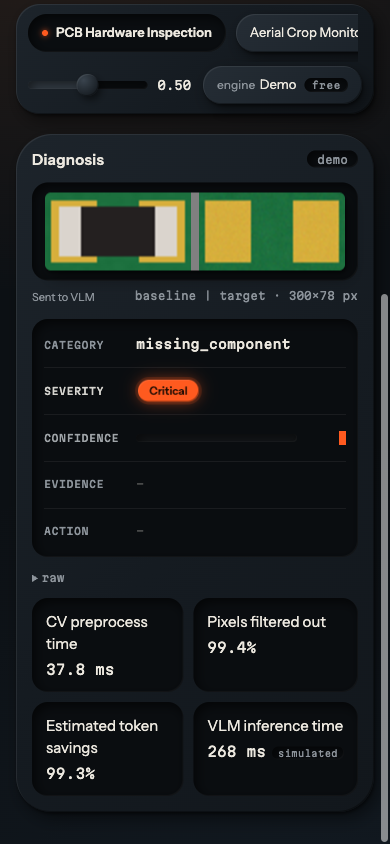 PCB Hardware Inspection
Aerial Crop Monito
0.50
engine Demo free
Diagnosis
demo
Sent to VLM
baseline | target · 300×78 px
CATEGORY missing_component
SEVERITY Critical
CONFIDENCE
EVIDENCE –
ACTION –
▶ raw
CV preprocess
time
37.8 ms
Pixels filtered out
99.4%
Estimated token
savings
99.3%
VLM inference time
268 ms simulated